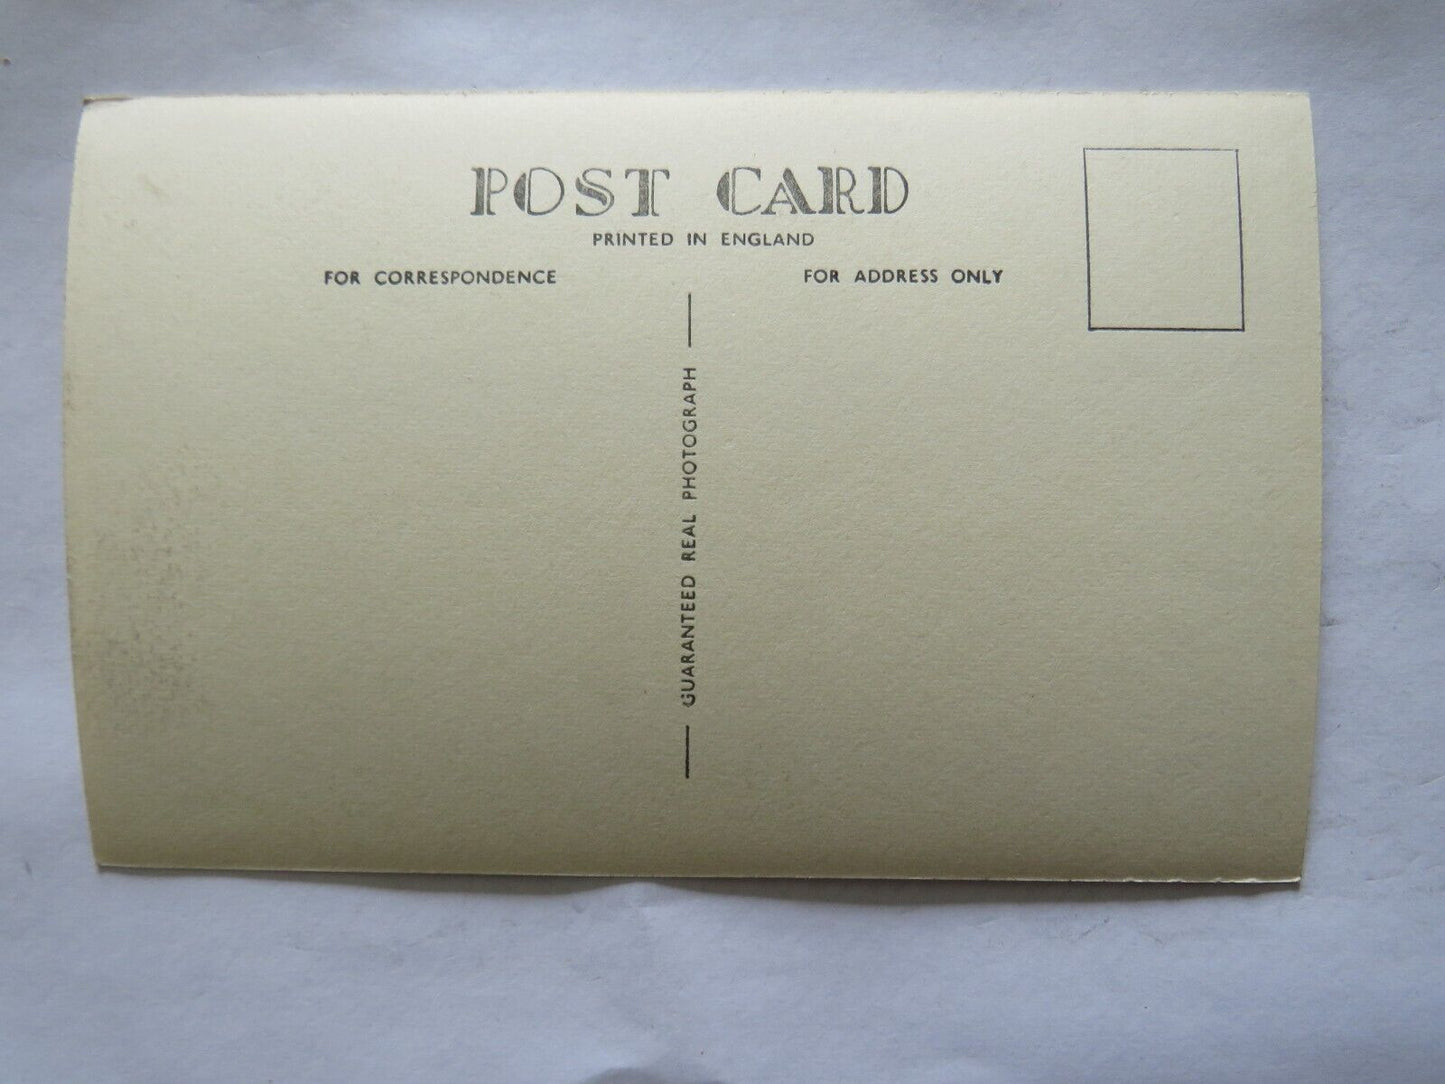 POST CARD
PRINTED IN ENGLAND
FOR CORRESPONDENCE
FOR ADDRESS ONLY
GUARANTEED REAL PHOTOGRAPH